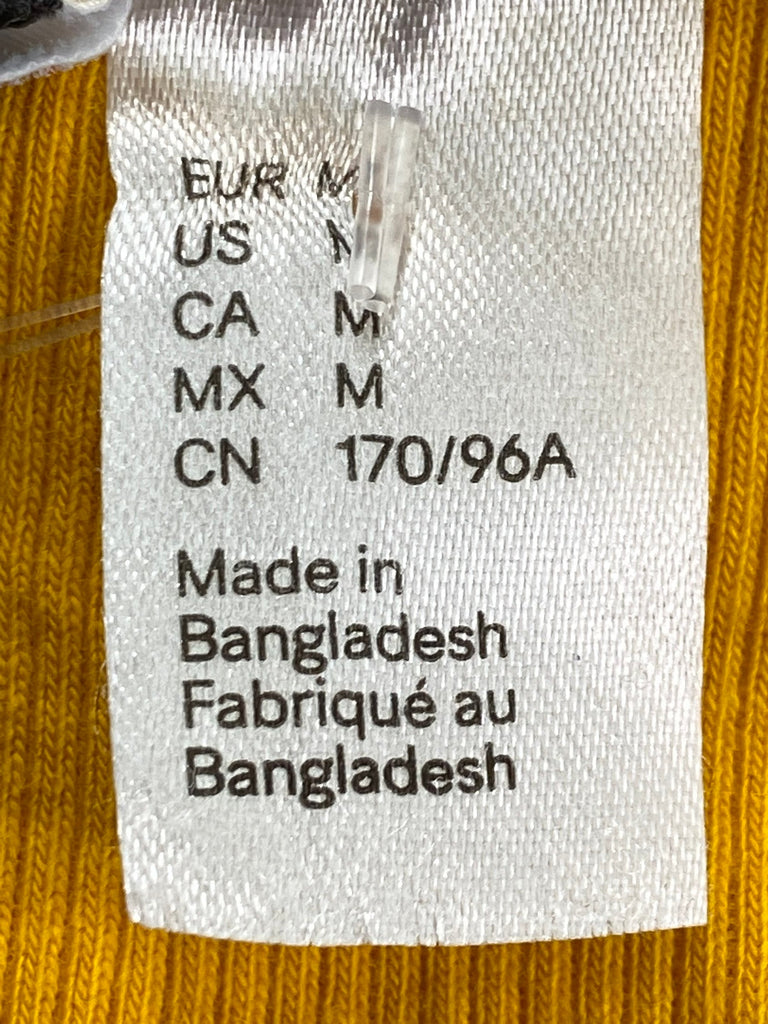 EUR M
US M
CA M
MX M
CN 170/96A
Made in
Bangladesh
Fabriqué au
Bangladesh